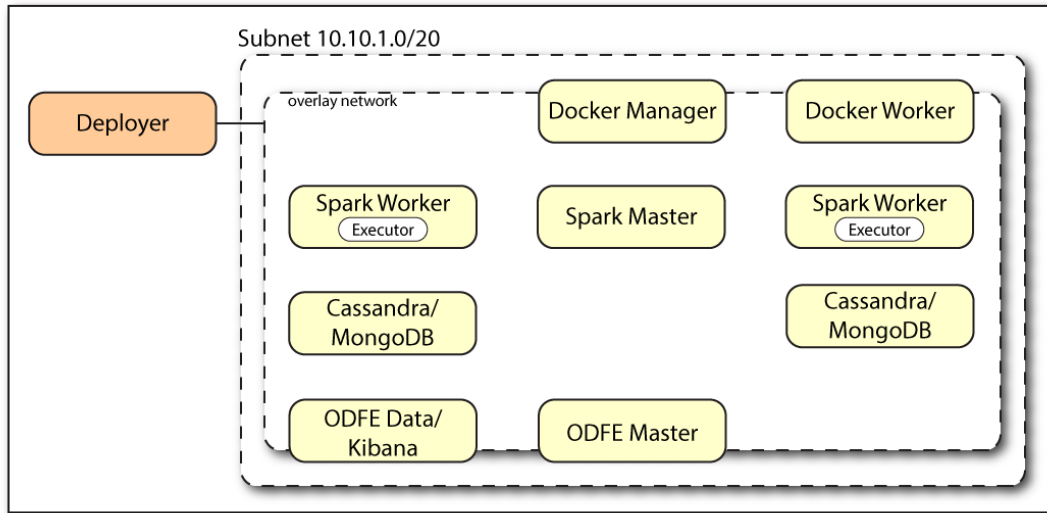 Subnet 10.10.1.0/20
overlay network
Deployer
Docker Manager
Docker Worker
Spark Worker
Executor
Spark Master
Spark Worker
Executor
Cassandra/
MongoDB
Cassandra/
MongoDB
ODFE Data/
Kibana
ODFE Master